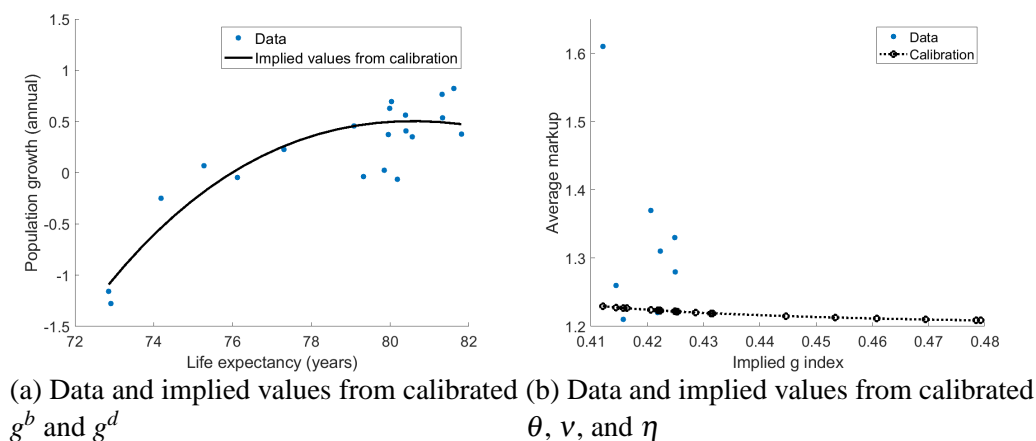 1.5
1
0.5
0
-0.5
-1
-1.5
72 74 76 78 80 82
Population growth (annual)
Life expectancy (years)
Data
Implied values from calibration
1.6
1.5
1.4
1.3
1.2
0.41 0.42 0.43 0.44 0.45 0.46 0.47 0.48
Average markup
Implied g index
Data
Calibration
(a) Data and implied values from calibrated
g^b and g^d
(b) Data and implied values from calibrated
θ, ν, and η